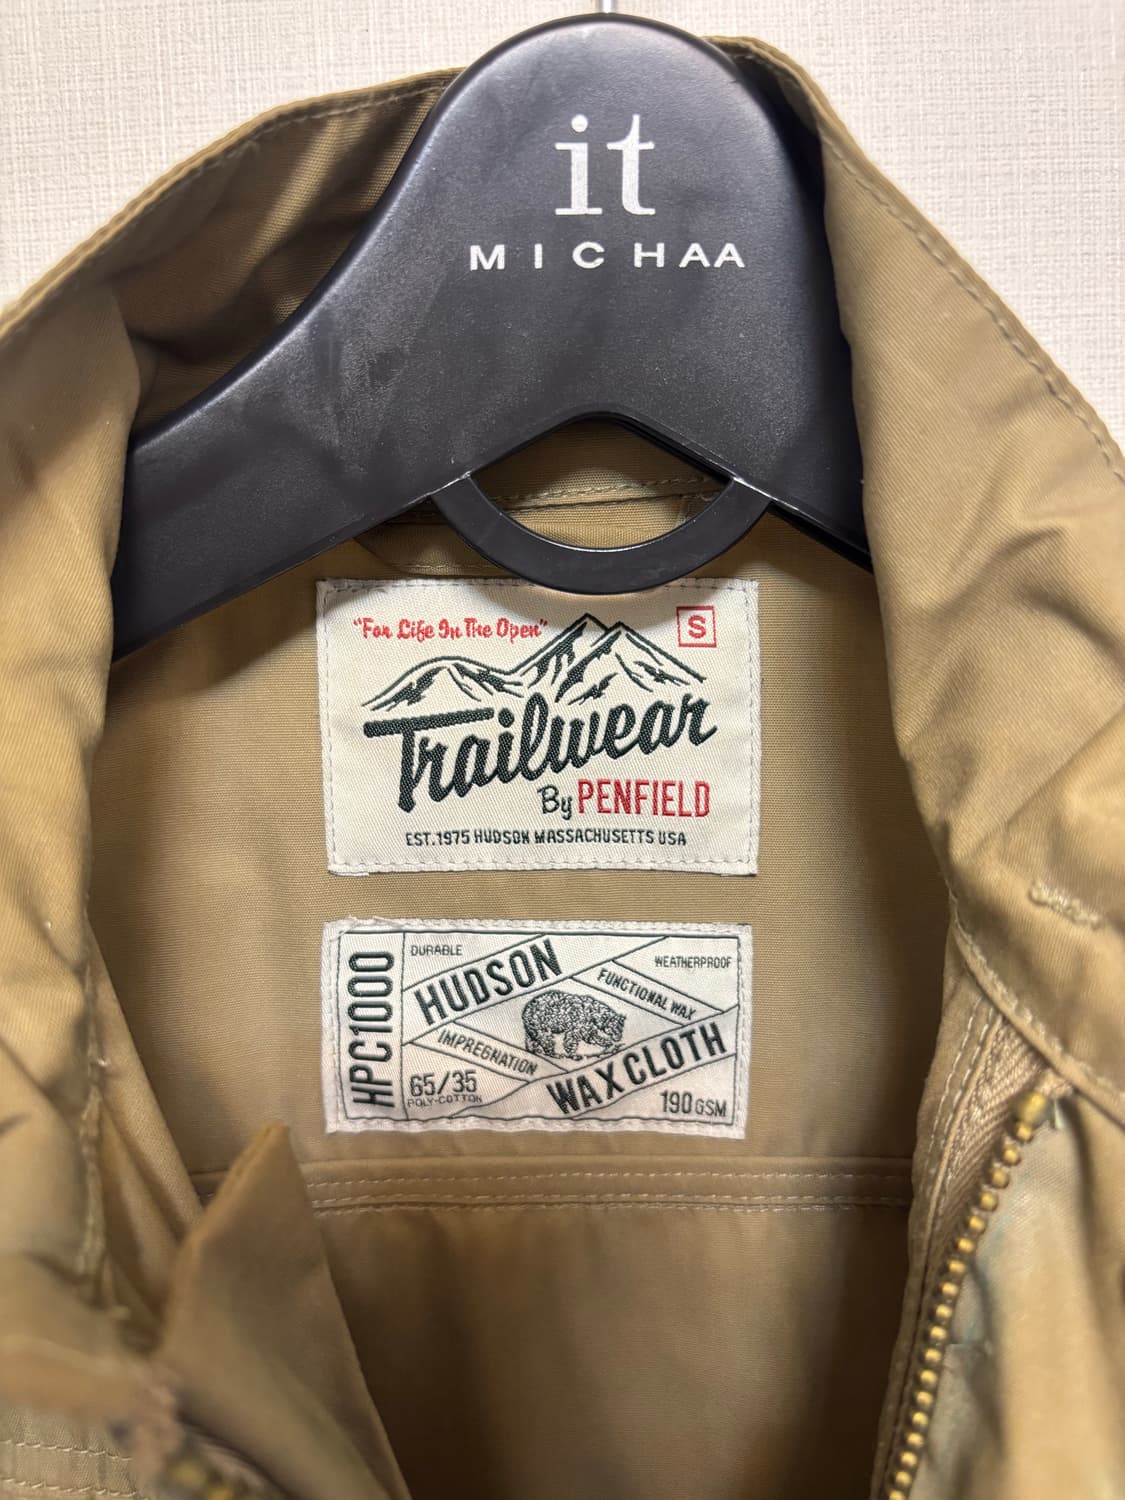 it
MICHAA
"For Life In The Open"
S
Trailwear
By PENFIELD
EST.1975 HUDSON MASSACHUSETTS USA
HPC1000
DURABLE
HUDSON
WEATHERPROOF
FUNCTIONAL WAX
IMPREGNATION
WAX CLOTH
65/35
POLY-COTTON
190 GSM